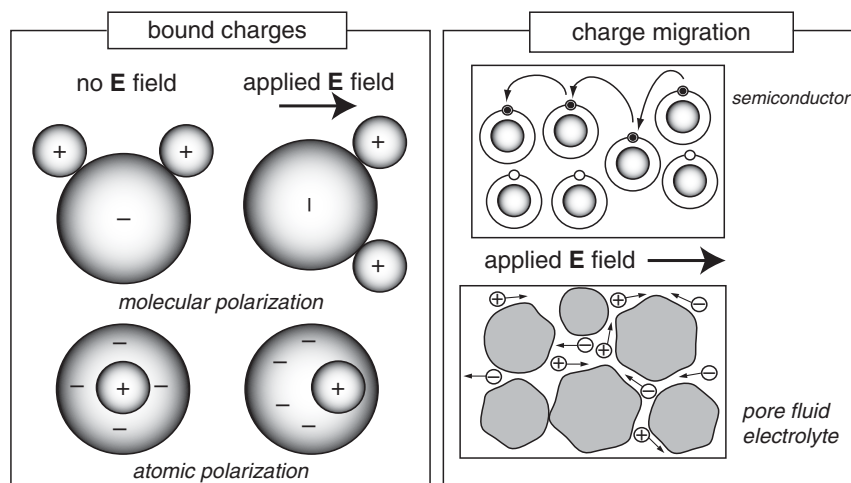 bound charges
no E field
applied E field
+
+
−
+
+
molecular polarization
−
−
+
−
−
−
−
−
−
+
atomic polarization
charge migration
semiconductor
applied E field
+
+
−
−
+
+
−
−
−
+
pore fluid
electrolyte